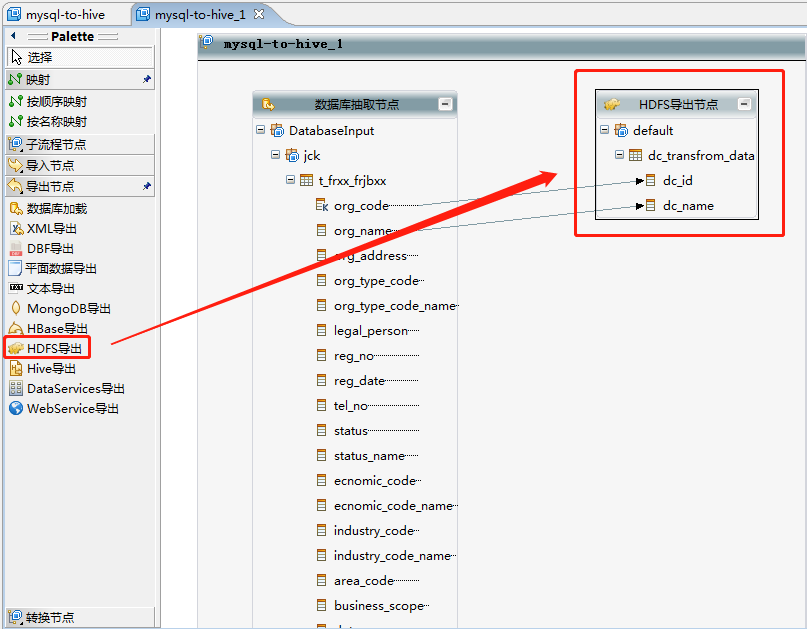 mysql-to-hive
mysql-to-hive_1
Palette
选择
映射
按顺序映射
按名称映射
子流程节点
导入节点
导出节点
数据库加载
XML导出
DBF导出
平面数据导出
文本导出
MongoDB导出
HBase导出
HDFS导出
Hive导出
DataServices导出
WebService导出
转换节点
mysql-to-hive_1
数据库抽取节点
DatabaseInput
jck
t_frxx_frjbxx
org_code
org_name
org_address
org_type_code
org_type_code_name
legal_person
reg_no
reg_date
tel_no
status
status_name
ecnomic_code
ecnomic_code_name
industry_code
industry_code_name
area_code
business_scope
HDFS导出节点
default
dc_transfrom_data
dc_id
dc_name